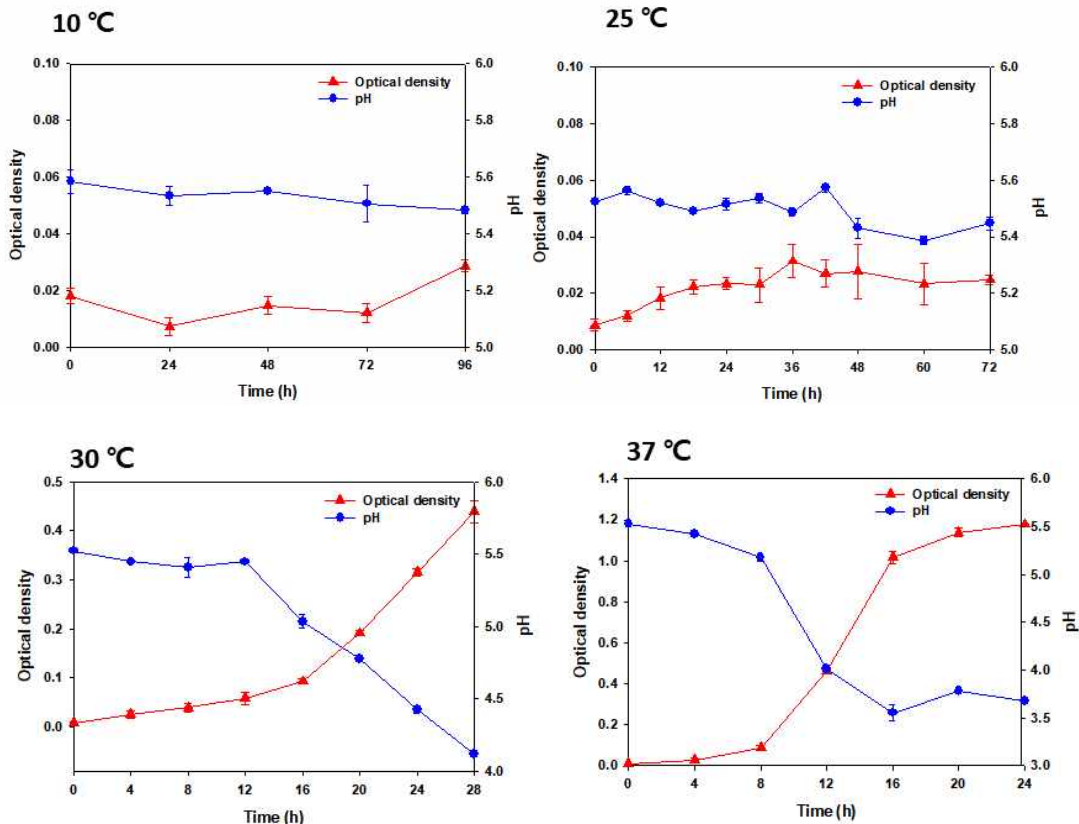 10 ℃
0.10
0.08
0.06
0.04
0.02
0.00
Optical density
6.0
5.8
5.6
5.4
5.2
5.0
pH
Optical density
pH
0 24 48 72 96
Time (h)
25 ℃
0.10
0.08
0.06
0.04
0.02
0.00
Optical density
6.0
5.8
5.6
5.4
5.2
5.0
pH
Optical density
pH
0 12 24 36 48 60 72
Time (h)
30 ℃
0.5
0.4
0.3
0.2
0.1
0.0
Optical density
6.0
5.5
5.0
4.5
4.0
pH
Optical density
pH
0 4 8 12 16 20 24 28
Time (h)
37 ℃
1.4
1.2
1.0
0.8
0.6
0.4
0.2
0.0
Optical density
6.0
5.5
5.0
4.5
4.0
3.5
3.0
pH
Optical density
pH
0 4 8 12 16 20 24
Time (h)